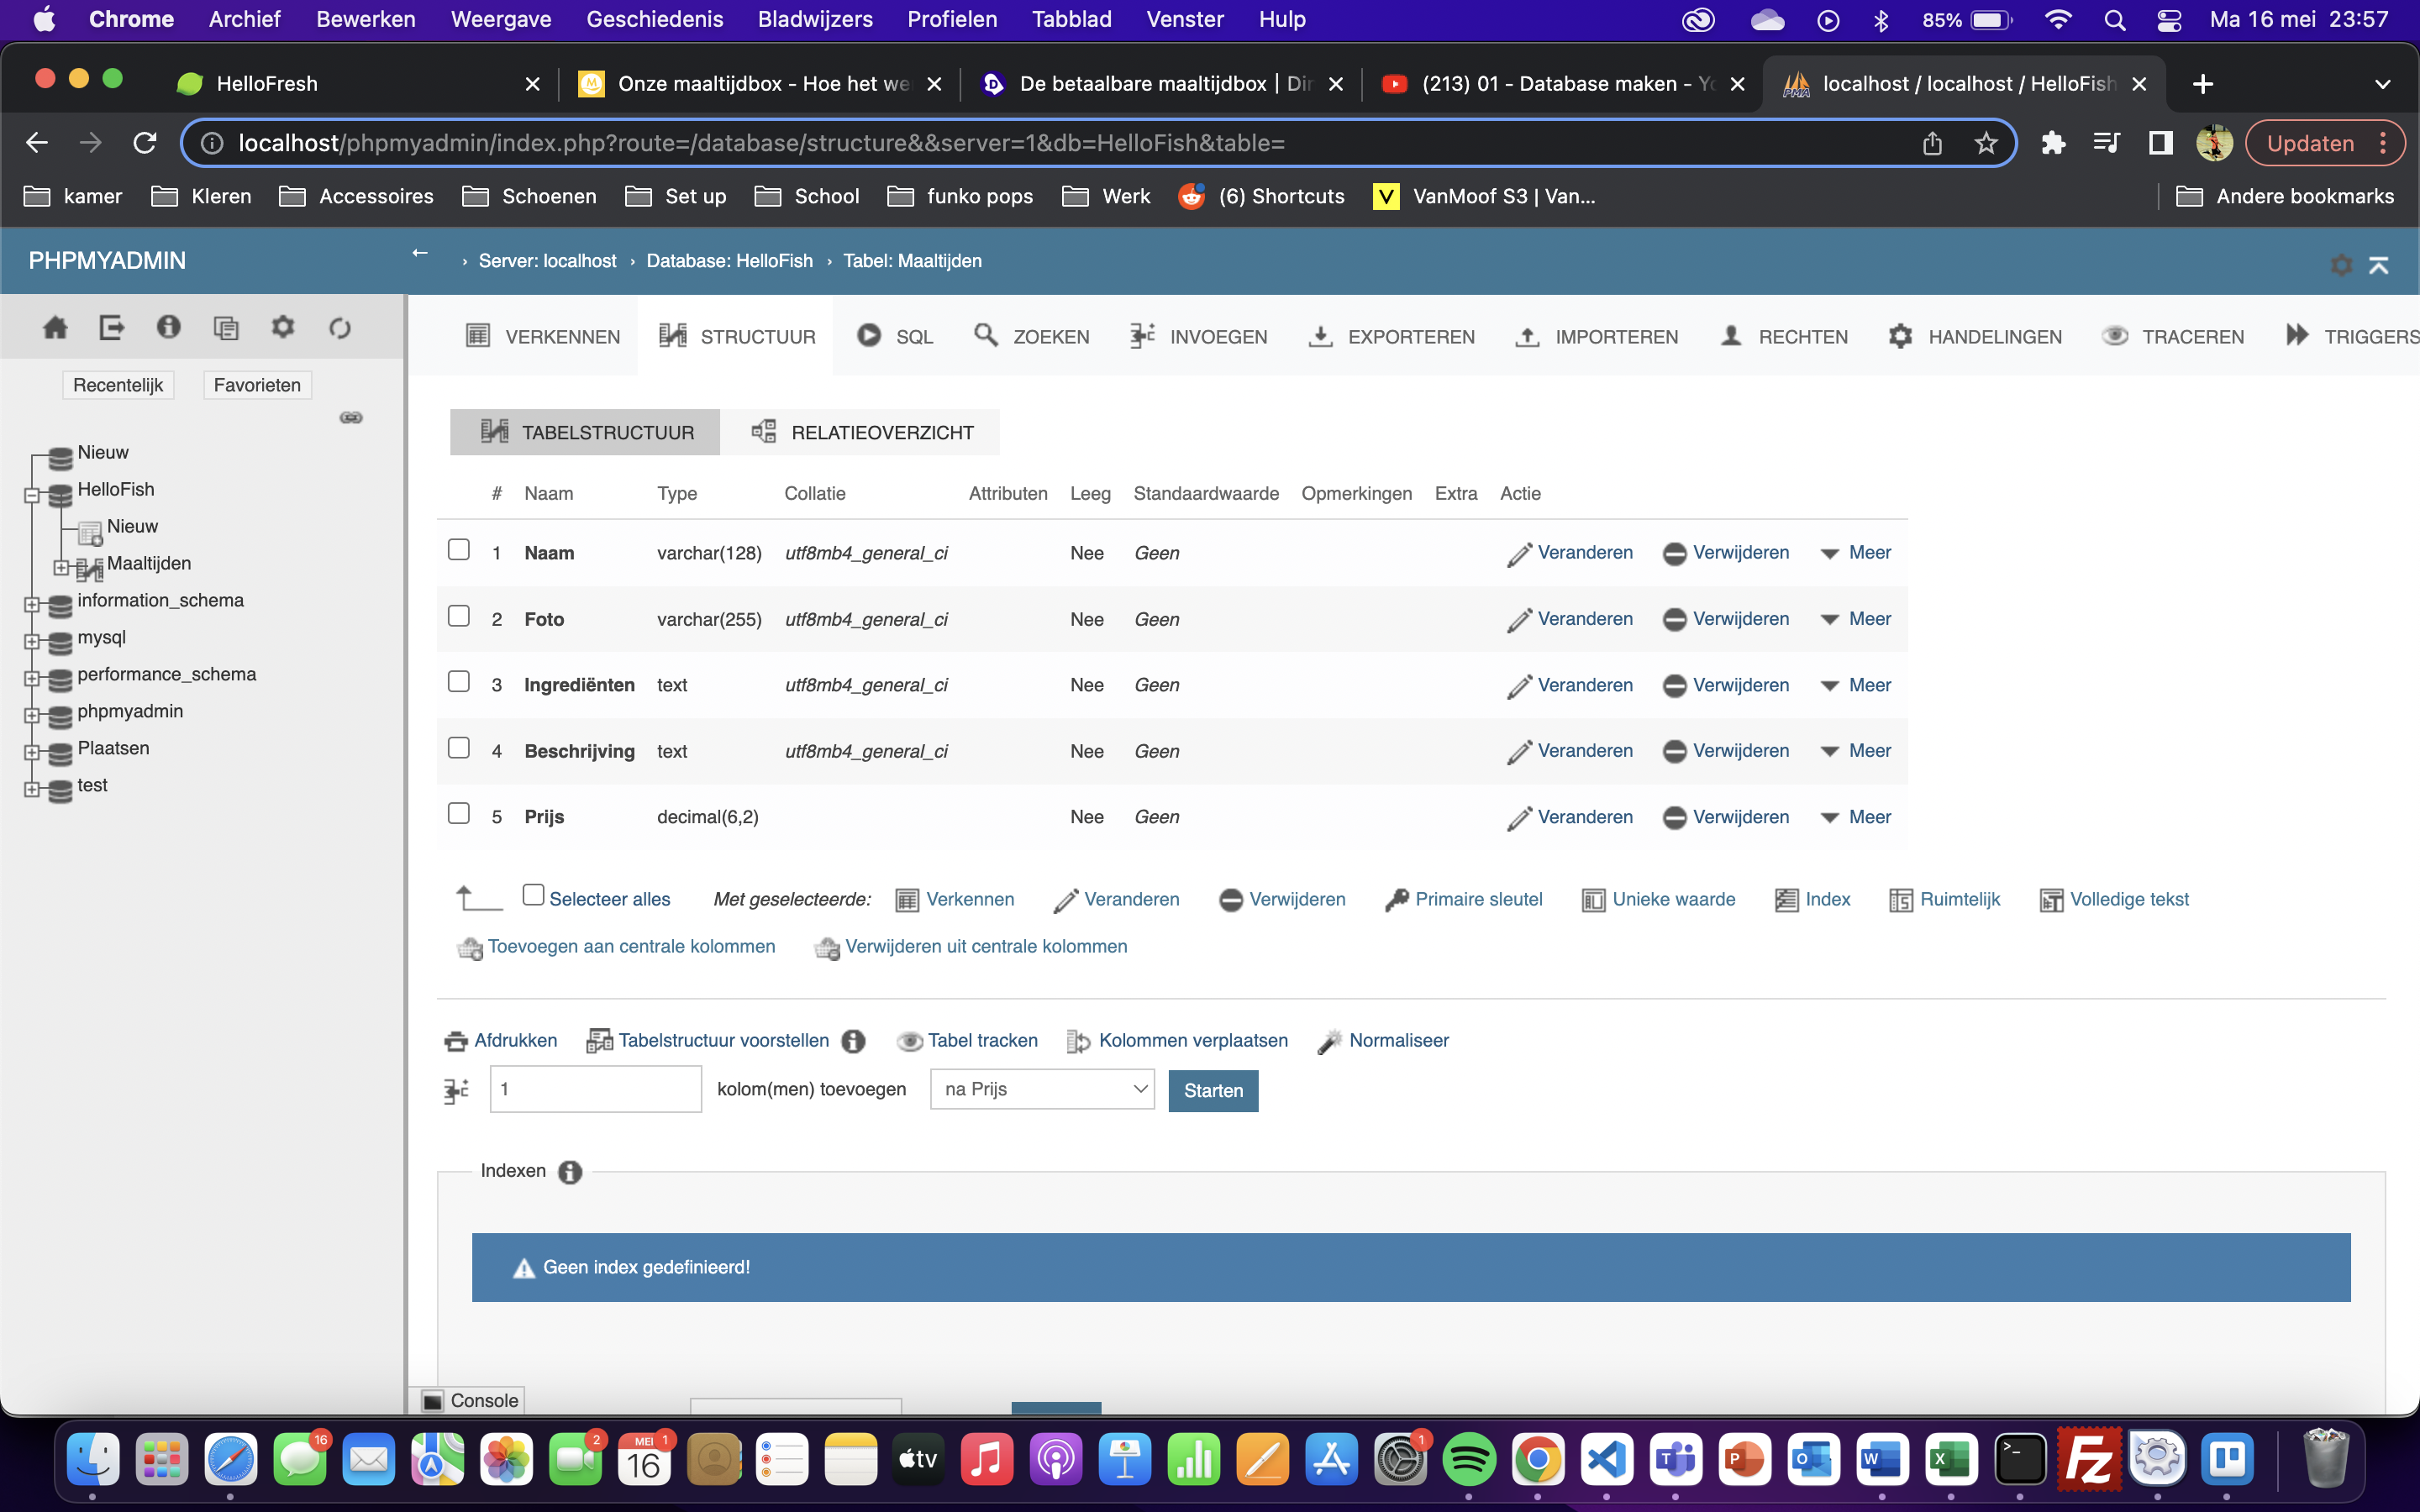 Chrome Archief Bewerken Weergave Geschiedenis Bladwijzers Profielen Tabblad Venster Hulp 85% Ma 16 mei 23:57
HelloFresh Onze maaltijdbox - Hoe het we De betaalbare maaltijdbox | Dir (213) 01 - Database maken - Yo localhost / localhost / HelloFish
localhost/phpmyadmin/index.php?route=/database/structure&&server=1&db=HelloFish&table= Updaten
kamer Kleren Accessoires Schoenen Set up School funko pops Werk (6) Shortcuts V VanMoof S3 | Van... Andere bookmarks
PHPMYADMIN ← › Server: localhost › Database: HelloFish › Tabel: Maaltijden
VERKENNEN STRUCTUUR SQL ZOEKEN INVOEGEN EXPORTEREN IMPORTEREN RECHTEN HANDELINGEN TRACEREN TRIGGERS
Recentelijk Favorieten
Nieuw
HelloFish
Nieuw
Maaltijden
information_schema
mysql
performance_schema
phpmyadmin
Plaatsen
test
TABELSTRUCTUUR RELATIEOVERZICHT
# Naam Type Collatie Attributen Leeg Standaardwaarde Opmerkingen Extra Actie
1 Naam varchar(128) utf8mb4_general_ci Nee Geen Veranderen Verwijderen Meer
2 Foto varchar(255) utf8mb4_general_ci Nee Geen Veranderen Verwijderen Meer
3 Ingrediënten text utf8mb4_general_ci Nee Geen Veranderen Verwijderen Meer
4 Beschrijving text utf8mb4_general_ci Nee Geen Veranderen Verwijderen Meer
5 Prijs decimal(6,2) Nee Geen Veranderen Verwijderen Meer
Selecteer alles Met geselecteerde: Verkennen Veranderen Verwijderen Primaire sleutel Unieke waarde Index Ruimtelijk Volledige tekst
Toevoegen aan centrale kolommen Verwijderen uit centrale kolommen
Afdrukken Tabelstructuur voorstellen Tabel tracken Kolommen verplaatsen Normaliseer
1 kolom(men) toevoegen na Prijs Starten
Indexen
Geen index gedefinieerd!
Console
16 2 MEI 1 16 tv 1 T P O W X >_ Fz